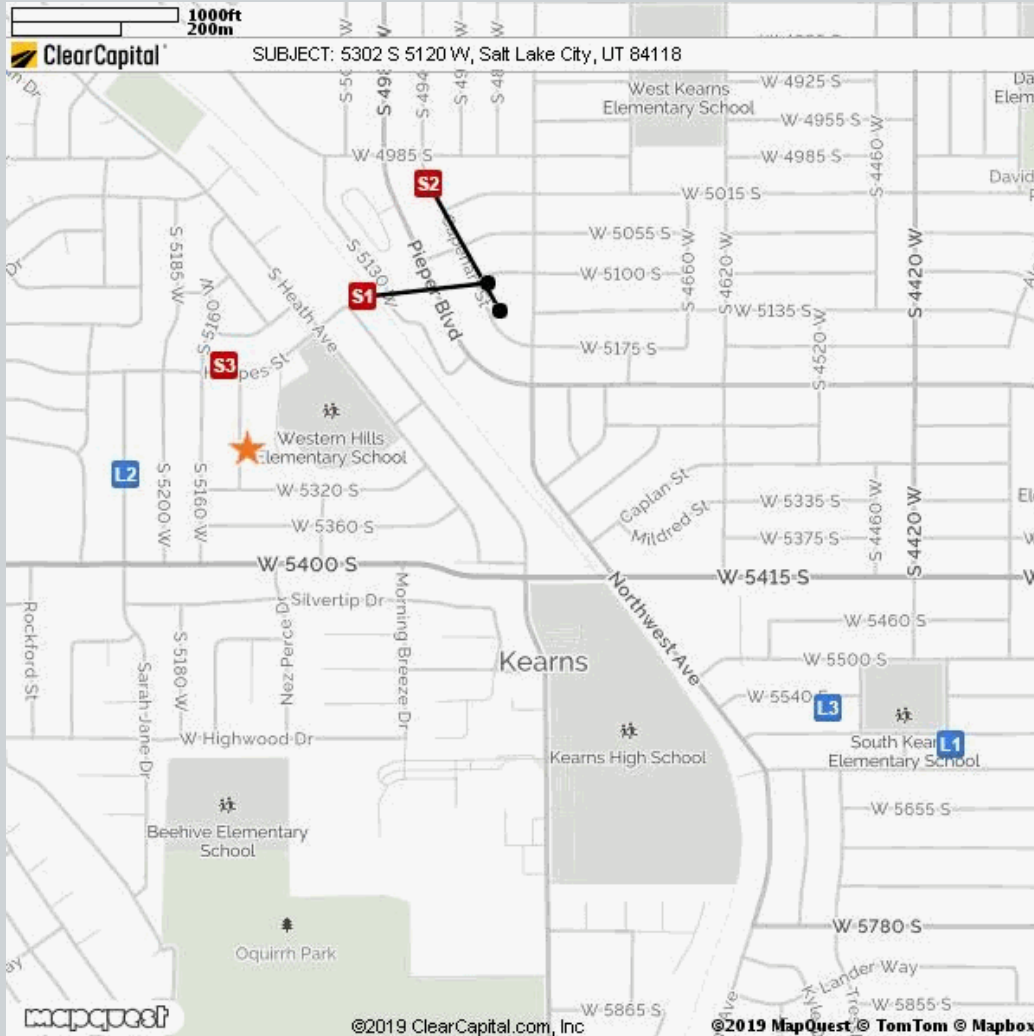 1000ft
200m
ClearCapital
SUBJECT: 5302 S 5120 W, Salt Lake City, UT 84118
W 4925 S
West Kearns
Elementary School
W 4955 S
S 4460 W
W 4985 S
W 4985 S
S2
W 5015 S
David
S 5185 W
W 5055 S
S 4660 W
S 4620 W
S 4420 W
S 5130 W
Pieper Blvd
W 5100 S
S 5160 W
S Heath Ave
S1
W 5135 S
W 5175 S
S 4520 W
S3
Western Hills
Elementary School
L2
S 5200 W
S 5160 W
W 5320 S
W 5360 S
Caplan St
Mildred St
W 5335 S
S 4460 W
S 4420 W
W 5375 S
W 5400 S
W 5415 S
Silvertip Dr
Rockford St
S 5180 W
Nez Perce Dr
Morning Breeze Dr
Northwest Ave
W 5460 S
Kearns
W 5500 S
Sarah Jane Dr
W 5540 S
L3
W Highwood Dr
Kearns High School
L1
South Kear
Elementary School
W 5655 S
Beehive Elementary
School
W 5780 S
Oquirrh Park
Lander Way
W 5865 S
W 5855 S
mapquest
©2019 ClearCapital.com, Inc
©2019 MapQuest © TomTom © Mapbox